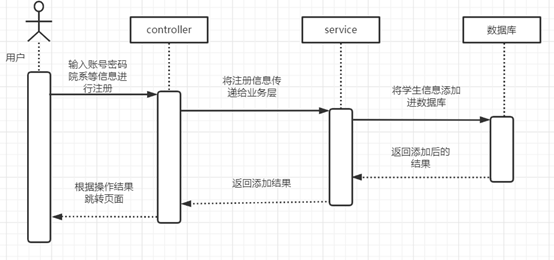 controller
service
数据库
用户
输入账号密码
院系等信息进
行注册
将注册信息传
递给业务层
将学生信息添加
进数据库
返回添加后的
结果
返回添加结果
根据操作结果
跳转页面